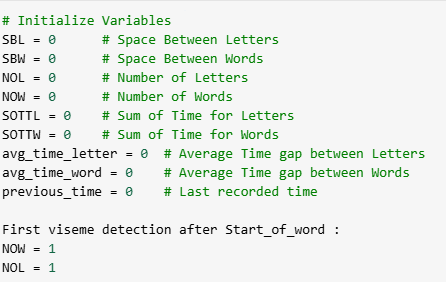 # Initialize Variables
SBL = 0      # Space Between Letters
SBW = 0      # Space Between Words
NOL = 0      # Number of Letters
NOW = 0      # Number of Words
SOTTL = 0    # Sum of Time for Letters
SOTTW = 0    # Sum of Time for Words
avg_time_letter = 0  # Average Time gap between Letters
avg_time_word = 0    # Average Time gap between Words
previous_time = 0    # Last recorded time

First viseme detection after Start_of_word :
NOW = 1
NOL = 1